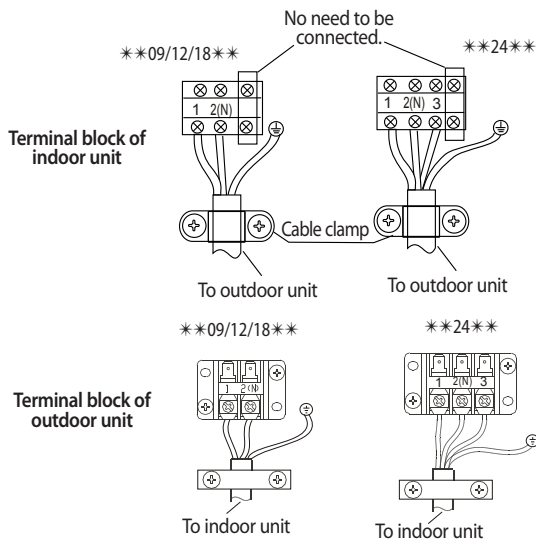 No need to be
connected.
✳✳09/12/18✳✳
✳✳24✳✳
1 2(N)
1 2(N) 3
Terminal block of
indoor unit
Cable clamp
To outdoor unit
To outdoor unit
✳✳09/12/18✳✳
✳✳24✳✳
1 2(N)
1 2(N) 3
Terminal block of
outdoor unit
To indoor unit
To indoor unit